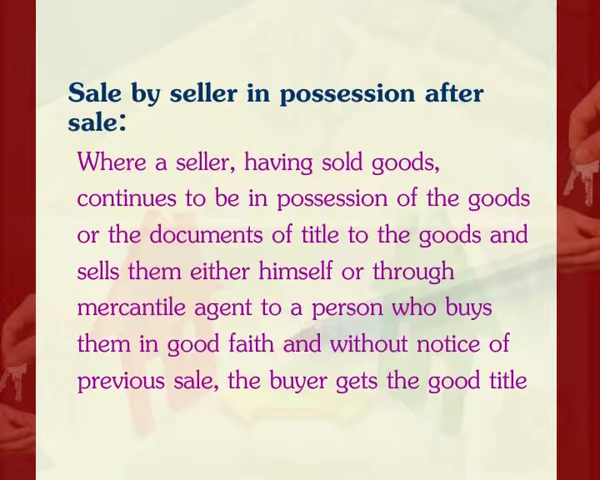 Sale by seller in possession after
sale:
Where a seller, having sold goods,
continues to be in possession of the goods
or the documents of title to the goods and
sells them either himself or through
mercantile agent to a person who buys
them in good faith and without notice of
previous sale, the buyer gets the good title